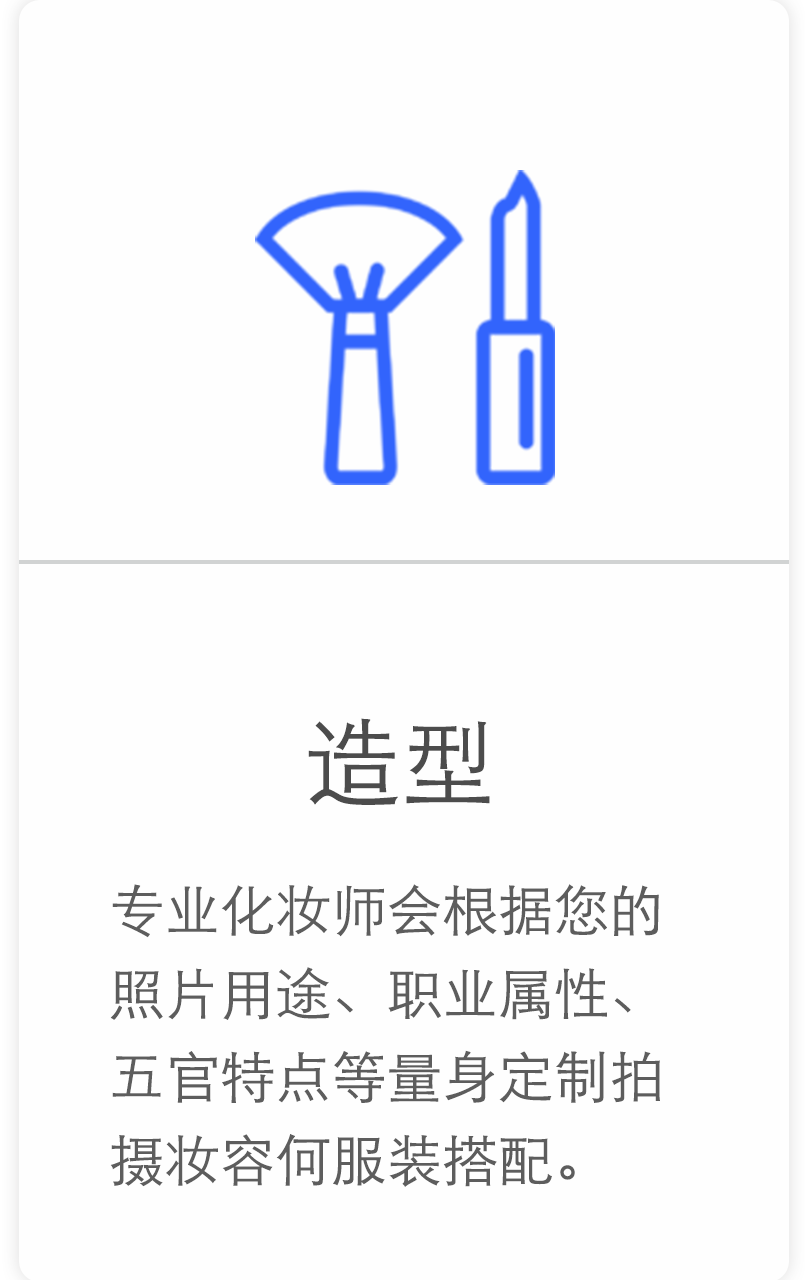 造型
专业化妆师会根据您的
照片用途、职业属性、
五官特点等量身定制拍
摄妆容何服装搭配。